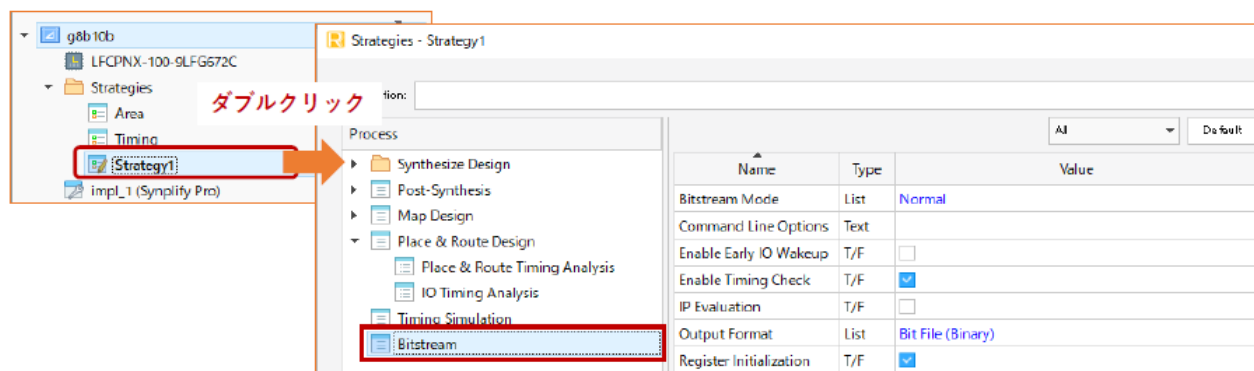 g8b10b
LFCPNX-100-9LFG672C
Strategies
Area
Timing
Strategy1
impl_1 (Synplify Pro)
ダブルクリック
Strategies - Strategy1
tion:
Process
Synthesize Design
Post-Synthesis
Map Design
Place & Route Design
Place & Route Timing Analysis
IO Timing Analysis
Timing Simulation
Bitstream
All Default
Name Type Value
Bitstream Mode List Normal
Command Line Options Text
Enable Early IO Wakeup T/F
Enable Timing Check T/F
IP Evaluation T/F
Output Format List Bit File (Binary)
Register Initialization T/F